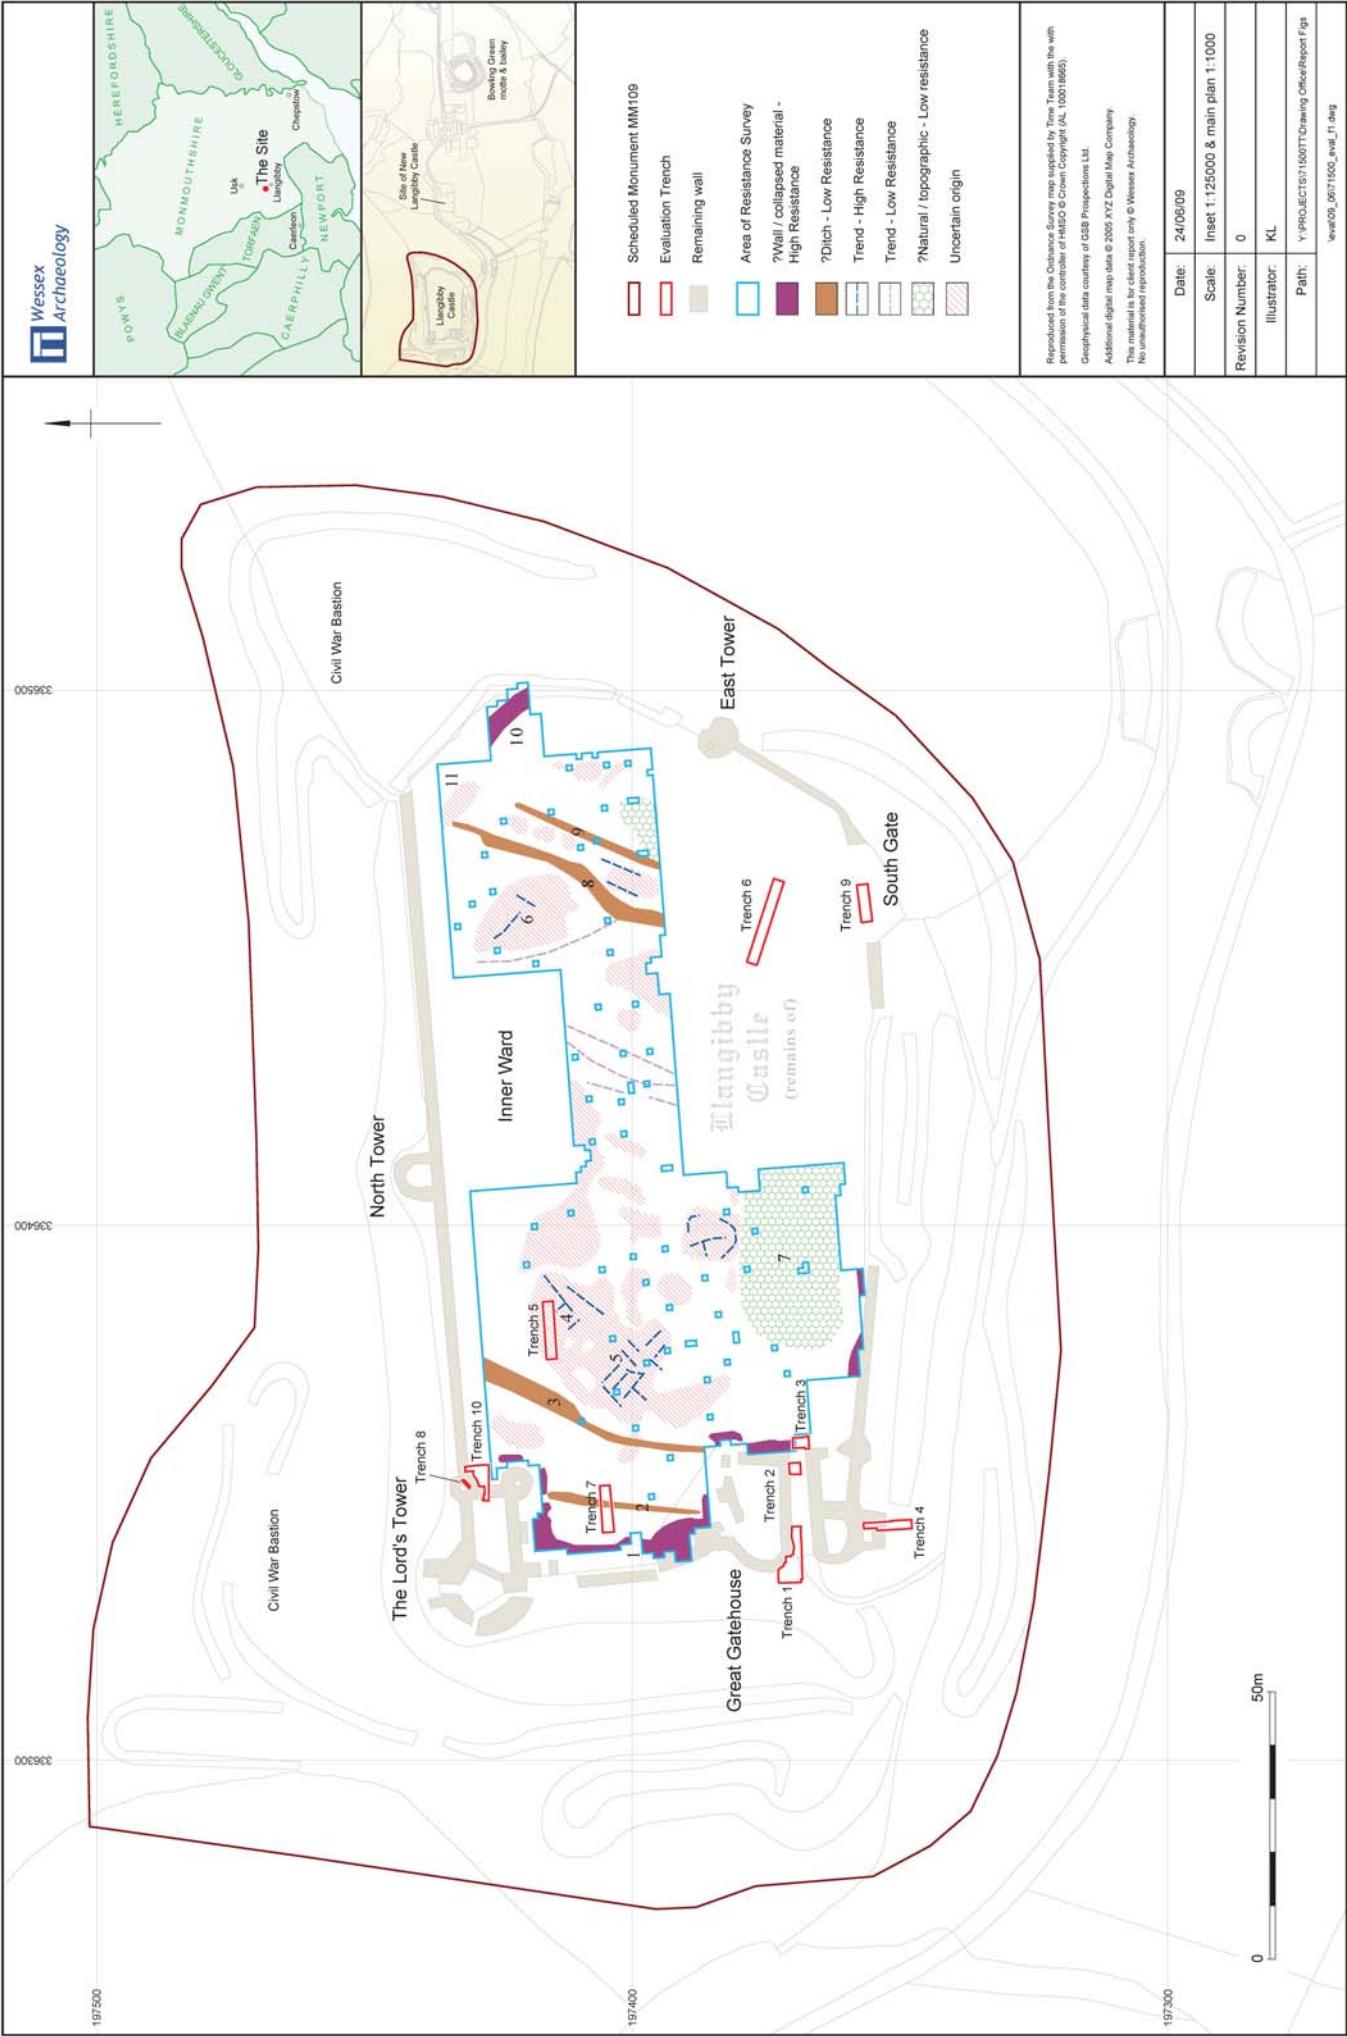 Wessex
Archaeology
POWYS
HEREFORDSHIRE
GLOUCESTERSHIRE
MONMOUTHSHIRE
BLAENAU GWENT
TORFAEN
CAERPHILLY
NEWPORT
Usk
The Site
Llangibby
Caerleon
Chepstow
Llangibby
Castle
Site of New
Langibby Castle
Bowling Green
motte & bailey
Scheduled Monument MM109
Evaluation Trench
Remaining wall
Area of Resistance Survey
?Wall / collapsed material -
High Resistance
?Ditch - Low Resistance
Trend - High Resistance
Trend - Low Resistance
?Natural / topographic - Low resistance
Uncertain origin
Reproduced from the Ordnance Survey map supplied by Time Team with the with
permission of the controller of HMSO © Crown Copyright (AL 100018665).
Geophysical data courtesy of GSB Prospections Ltd.
Additional digital map data © 2005 XYZ Digital Map Company.
This material is for client report only © Wessex Archaeology.
No unauthorised reproduction.
Date: 24/06/09
Scale: Inset 1:125000 & main plan 1:1000
Revision Number: 0
Illustrator: KL
Path: Y:\PROJECTS\71500TT\Drawing Office\Report Figs
\eval\09_06\71500_eval_f1.dwg
336300
336400
336500
197500
197400
197300
Civil War Bastion
Civil War Bastion
North Tower
The Lord's Tower
Trench 8
Trench 10
Inner Ward
Trench 5
Trench 7
Great Gatehouse
Trench 1
Trench 2
Trench 3
Trench 4
Llangibby
Castle
(remains of)
Trench 6
Trench 9
South Gate
East Tower
1
2
3
4
5
6
7
8
9
10
11
0
50m